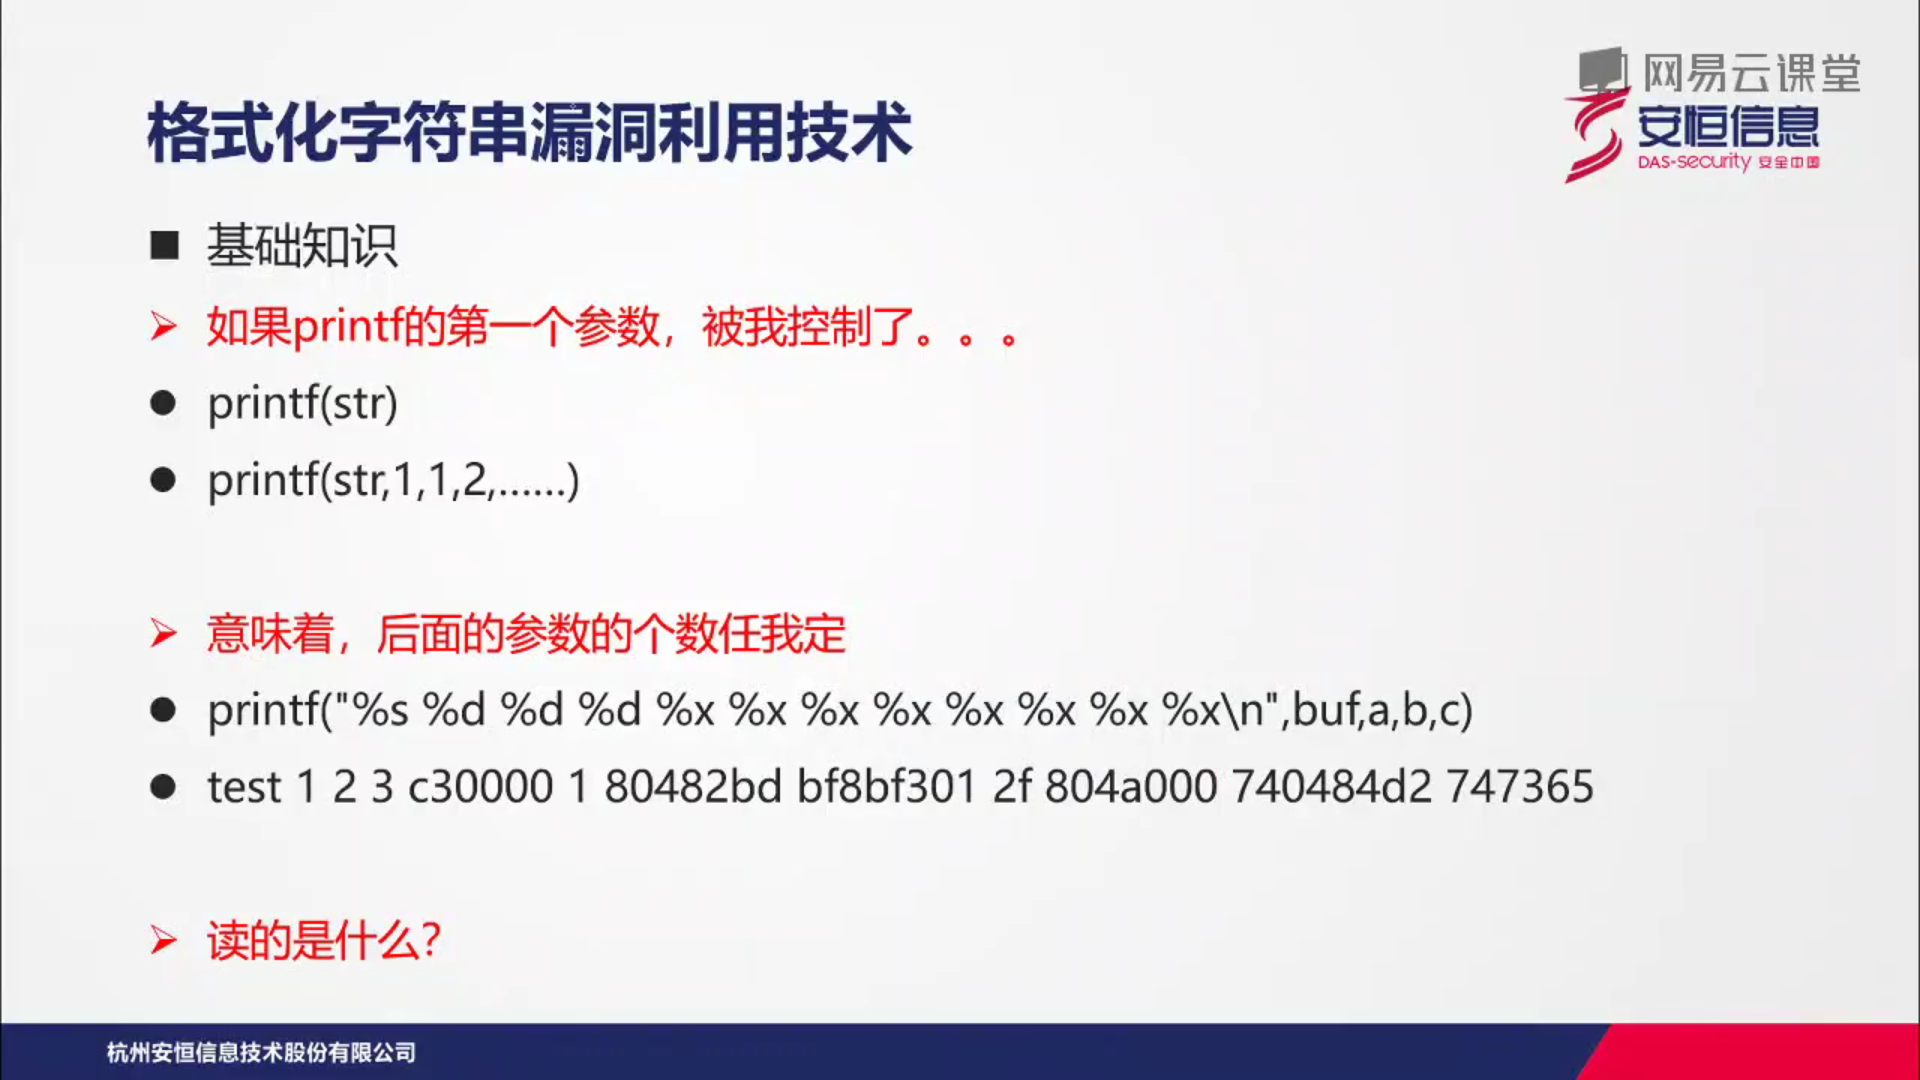 网易云课堂
安恒信息
DAS-security 安全中国
格式化字符串漏洞利用技术
■ 基础知识
➢ 如果printf的第一个参数，被我控制了。。。
● printf(str)
● printf(str,1,1,2,......)
➢ 意味着，后面的参数的个数任我定
● printf("%s %d %d %d %x %x %x %x %x %x %x %x\n",buf,a,b,c)
● test 1 2 3 c30000 1 80482bd bf8bf301 2f 804a000 740484d2 747365
➢ 读的是什么？
杭州安恒信息技术股份有限公司